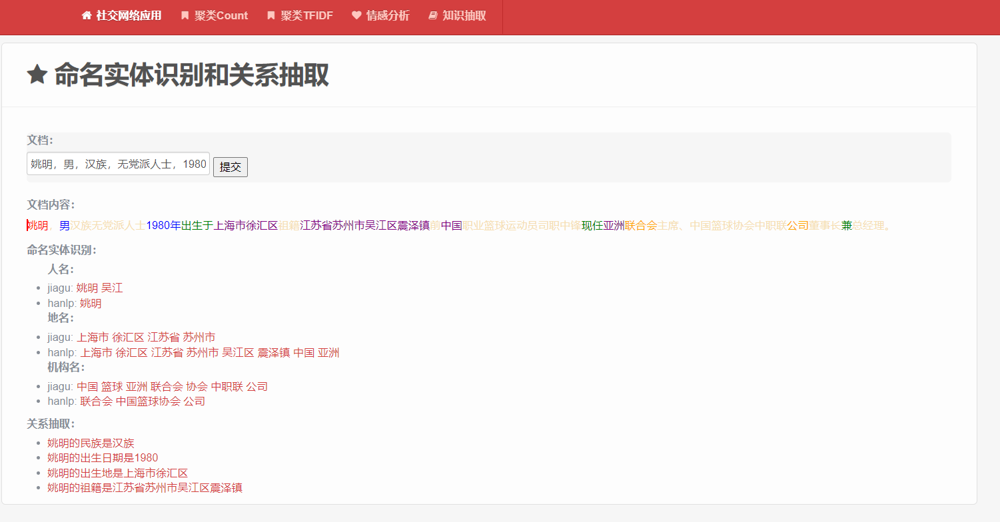 社交网络应用 聚类Count 聚类TFIDF 情感分析 知识抽取
命名实体识别和关系抽取
文档：
姚明，男，汉族，无党派人士，1980 提交
文档内容：
姚明，男汉族无党派人士1980年出生于上海市徐汇区祖籍江苏省苏州市吴江区震泽镇前中国职业篮球运动员司职中锋现任亚洲联合会主席、中国篮球协会中职联公司董事长兼总经理。
命名实体识别：
人名：
jiagu: 姚明 吴江
hanlp: 姚明
地名：
jiagu: 上海市 徐汇区 江苏省 苏州市
hanlp: 上海市 徐汇区 江苏省 苏州市 吴江区 震泽镇 中国 亚洲
机构名：
jiagu: 中国 篮球 亚洲 联合会 协会 中职联 公司
hanlp: 联合会 中国篮球协会 公司
关系抽取：
姚明的民族是汉族
姚明的出生日期是1980
姚明的出生地是上海市徐汇区
姚明的祖籍是江苏省苏州市吴江区震泽镇